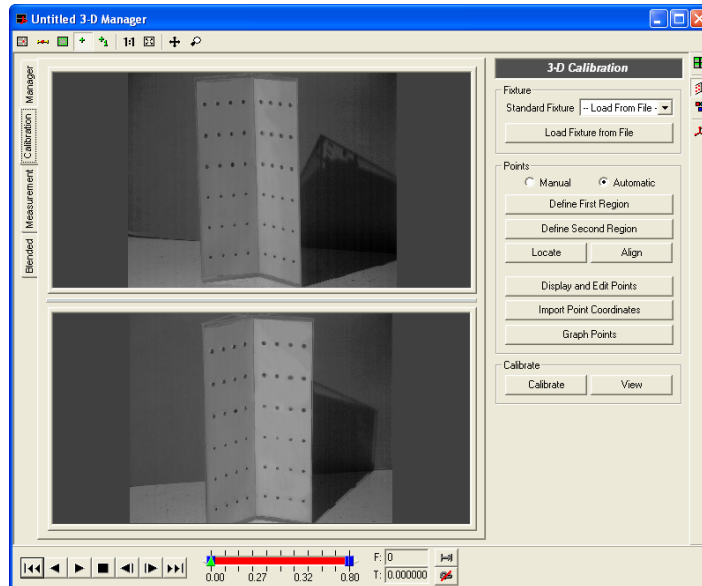 Untitled 3-D Manager
1:1
Manager
Calibration
Measurement
Blended
3-D Calibration
Fixture
Standard Fixture
-- Load From File -
Load Fixture from File
Points
Manual
Automatic
Define First Region
Define Second Region
Locate
Align
Display and Edit Points
Import Point Coordinates
Graph Points
Calibrate
Calibrate
View
F: 0
T: 0.000000
0.00 0.27 0.32 0.80